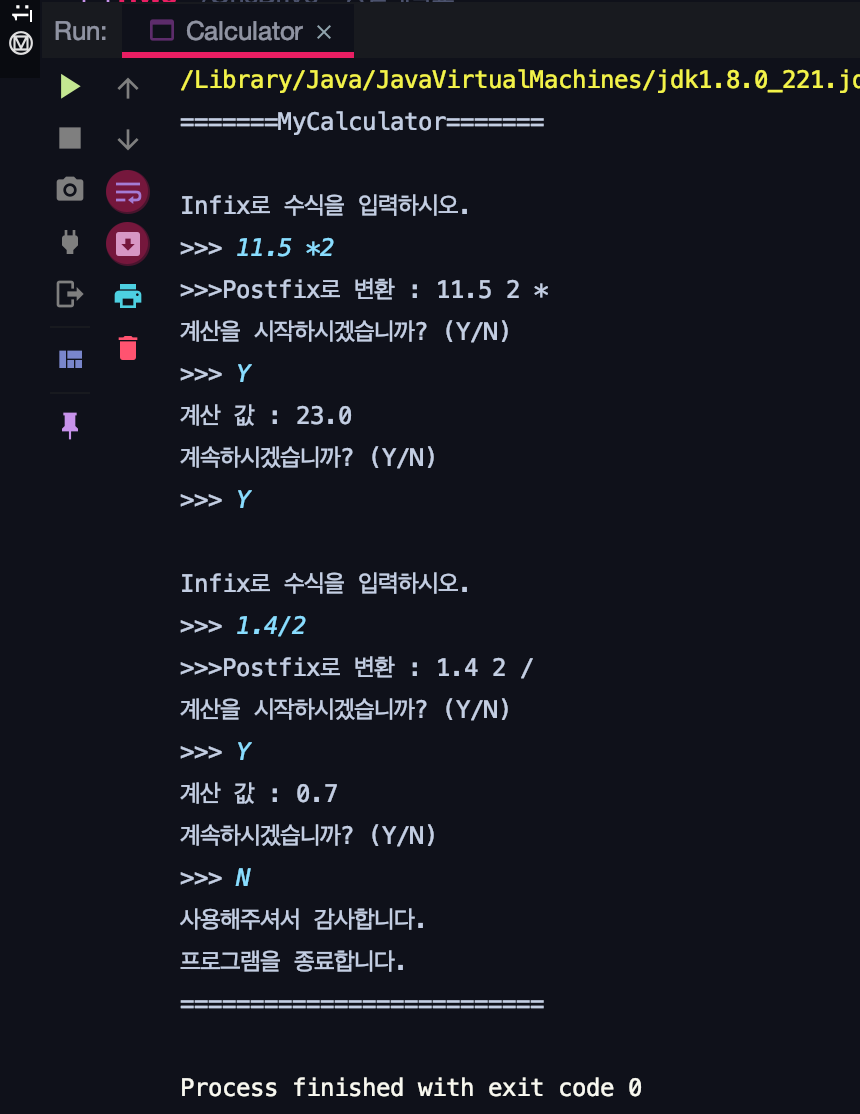 Run: Calculator ×
/Library/Java/JavaVirtualMachines/jdk1.8.0_221.jd
=======MyCalculator=======
Infix로 수식을 입력하시오.
>>> 11.5 *2
>>>Postfix로 변환 : 11.5 2 *
계산을 시작하시겠습니까? (Y/N)
>>> Y
계산 값 : 23.0
계속하시겠습니까? (Y/N)
>>> Y
Infix로 수식을 입력하시오.
>>> 1.4/2
>>>Postfix로 변환 : 1.4 2 /
계산을 시작하시겠습니까? (Y/N)
>>> Y
계산 값 : 0.7
계속하시겠습니까? (Y/N)
>>> N
사용해주셔서 감사합니다.
프로그램을 종료합니다.
==========================
Process finished with exit code 0